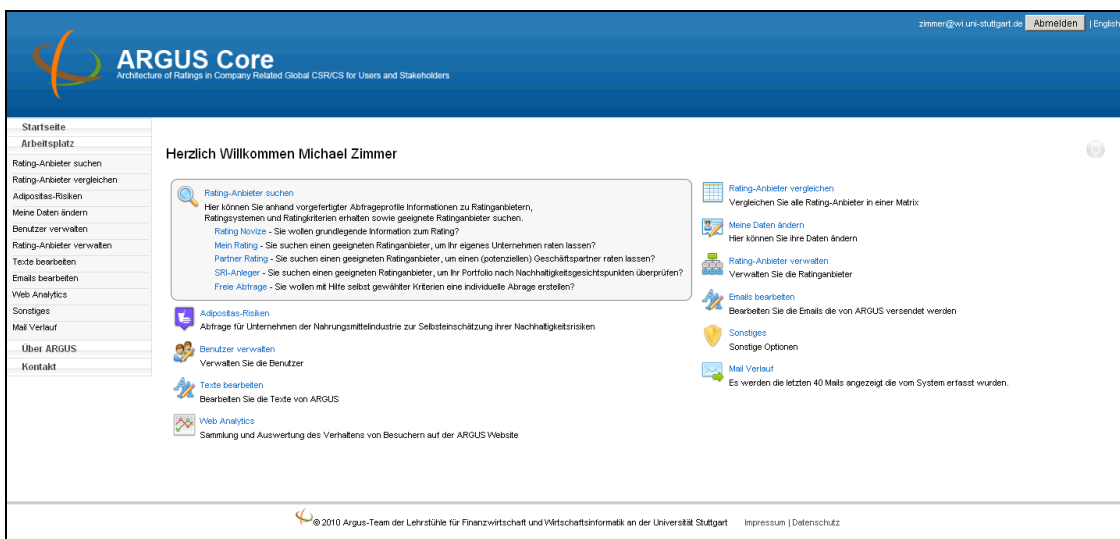 zimmer@wi.uni-stuttgart.de Abmelden | English
ARGUS Core
Architecture of Ratings in Company Related Global CSR/CS for Users and Stakeholders
Startseite
Arbeitsplatz
Rating-Anbieter suchen
Rating-Anbieter vergleichen
Adipositas-Risiken
Meine Daten ändern
Benutzer verwalten
Rating-Anbieter verwalten
Texte bearbeiten
Emails bearbeiten
Web Analytics
Sonstiges
Mail Verlauf
Über ARGUS
Kontakt
Herzlich Willkommen Michael Zimmer
Rating-Anbieter suchen
Hier können Sie anhand vorgefertigter Abfrageprofile Informationen zu Ratinganbietern,
Ratingsystemen und Ratingkriterien erhalten sowie geeignete Ratinganbieter suchen.
Rating Novize - Sie wollen grundlegende Information zum Rating?
Mein Rating - Sie suchen einen geeigneten Ratinganbieter, um Ihr eigenes Unternehmen raten lassen?
Partner Rating - Sie suchen einen geeigneten Ratinganbieter, um einen (potenziellen) Geschäftspartner raten lassen?
SRI-Anleger - Sie suchen einen geeigneten Ratinganbieter, um Ihr Portfolio nach Nachhaltigkeitsgesichtspunkten überprüfen?
Freie Abfrage - Sie wollen mit Hilfe selbst gewählter Kriterien eine individuelle Abrage erstellen?
Adipositas-Risiken
Abfrage für Unternehmen der Nahrungsmittelindustrie zur Selbsteinschätzung ihrer Nachhaltigkeitsrisiken
Benutzer verwalten
Verwalten Sie die Benutzer
Texte bearbeiten
Bearbeiten Sie die Texte von ARGUS
Web Analytics
Sammlung und Auswertung des Verhaltens von Besuchern auf der ARGUS Website
Rating-Anbieter vergleichen
Vergleichen Sie alle Rating-Anbieter in einer Matrix
Meine Daten ändern
Hier können Sie ihre Daten ändern
Rating-Anbieter verwalten
Verwalten Sie die Ratinganbieter
Emails bearbeiten
Bearbeiten Sie die Emails die von ARGUS versendet werden
Sonstiges
Sonstige Optionen
Mail Verlauf
Es werden die letzten 40 Mails angezeigt die vom System erfasst wurden.
© 2010 Argus-Team der Lehrstühle für Finanzwirtschaft und Wirtschaftsinformatik an der Universität Stuttgart Impressum | Datenschutz